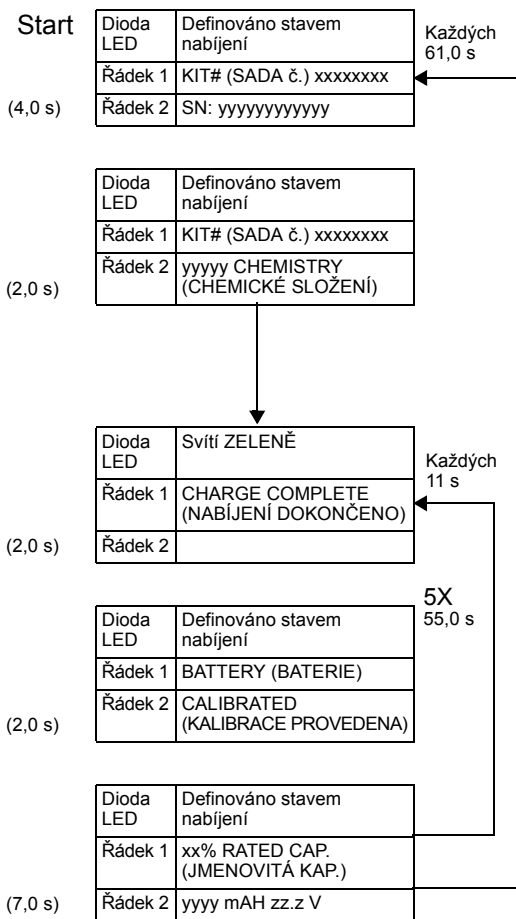 Start
Dioda LED
Definováno stavem nabíjení
Každých 61,0 s
Řádek 1
KIT# (SADA č.) xxxxxxxx
(4,0 s)
Řádek 2
SN: yyyyyyyyyyyy
Dioda LED
Definováno stavem nabíjení
Řádek 1
KIT# (SADA č.) xxxxxxxx
(2,0 s)
Řádek 2
yyyyy CHEMISTRY
(CHEMICKÉ SLOŽENÍ)
Dioda LED
Svítí ZELENĚ
Každých 11 s
Řádek 1
CHARGE COMPLETE
(NABÍJENÍ DOKONČENO)
(2,0 s)
Řádek 2
5X
55,0 s
Dioda LED
Definováno stavem nabíjení
Řádek 1
BATTERY (BATERIE)
(2,0 s)
Řádek 2
CALIBRATED
(KALIBRACE PROVEDENA)
Dioda LED
Definováno stavem nabíjení
Řádek 1
xx% RATED CAP.
(JMENOVITÁ KAP.)
(7,0 s)
Řádek 2
yyyy mAH zz.z V